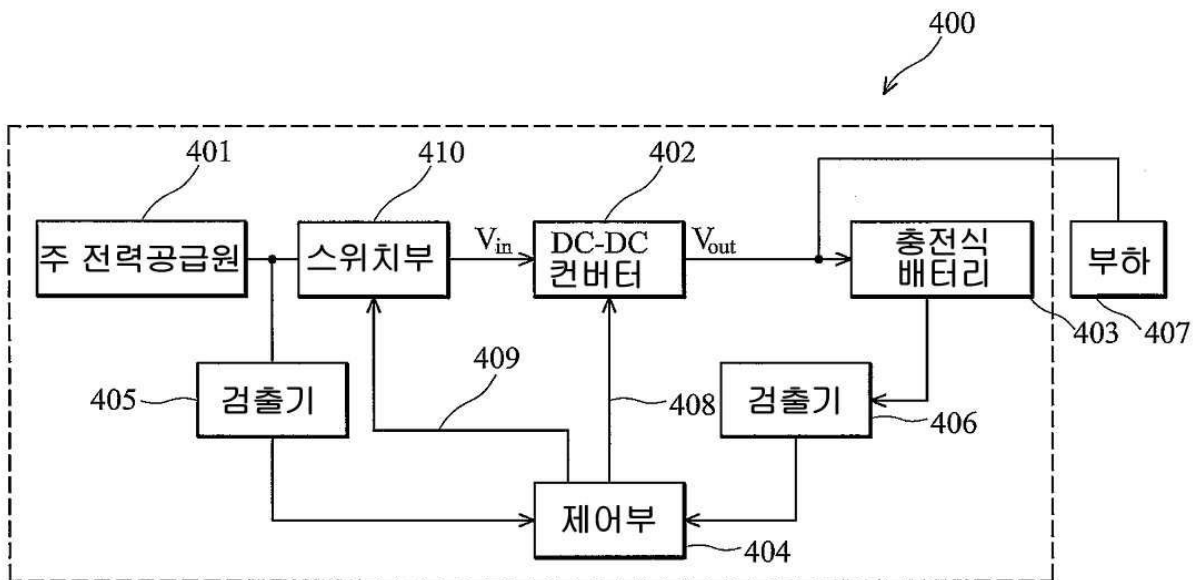 400
401
410
402
주 전력공급원
스위치부
Vin
DC-DC
컨버터
Vout
충전식
배터리
부하
403
407
409
405
검출기
408
검출기
406
제어부
404